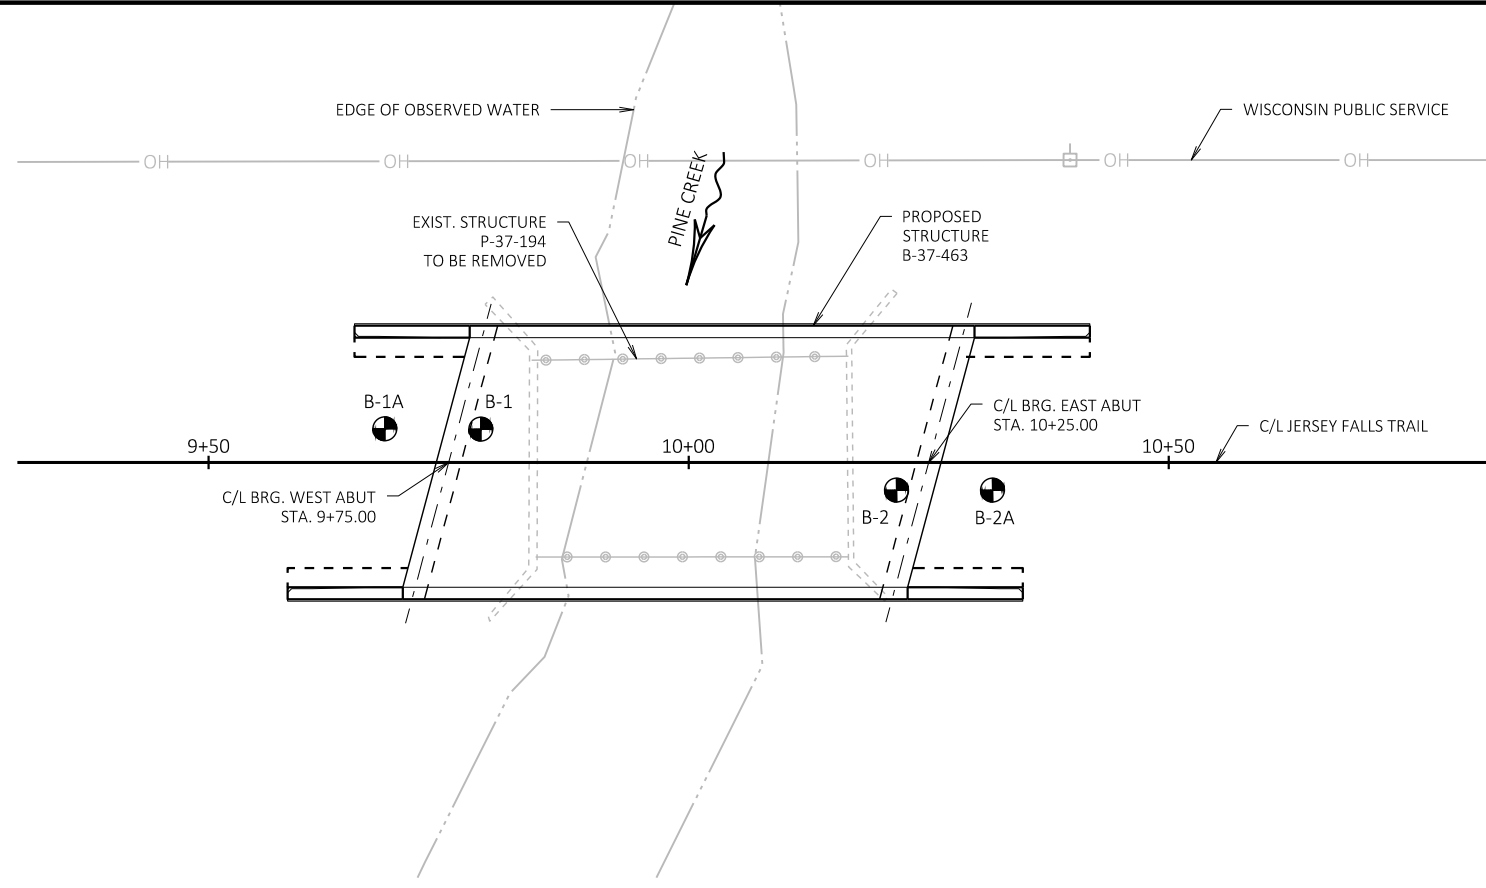 EDGE OF OBSERVED WATER
WISCONSIN PUBLIC SERVICE
OH
OH
OH
OH
OH
OH
PINE CREEK
EXIST. STRUCTURE
P-37-194
TO BE REMOVED
PROPOSED
STRUCTURE
B-37-463
B-1A
B-1
C/L BRG. EAST ABUT
STA. 10+25.00
C/L JERSEY FALLS TRAIL
9+50
10+00
10+50
C/L BRG. WEST ABUT
STA. 9+75.00
B-2
B-2A